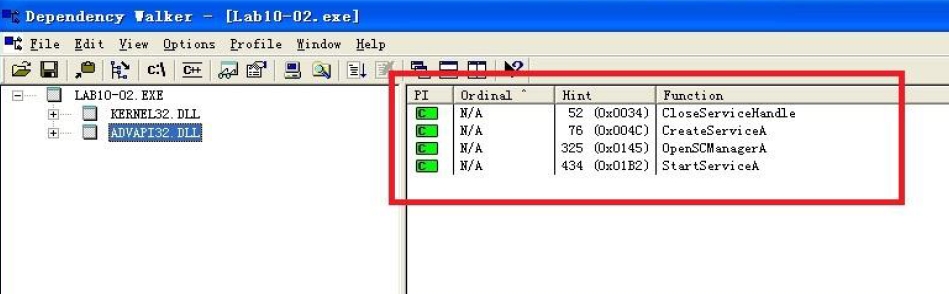 Dependency Walker - [Lab10-02.exe]
File Edit View Options Profile Window Help
C:\ C++
LAB10-02.EXE
KERNEL32.DLL
ADVAPI32.DLL
PI Ordinal ^ Hint Function
C N/A 52 (0x0034) CloseServiceHandle
C N/A 76 (0x004C) CreateServiceA
C N/A 325 (0x0145) OpenSCManagerA
C N/A 434 (0x01B2) StartServiceA